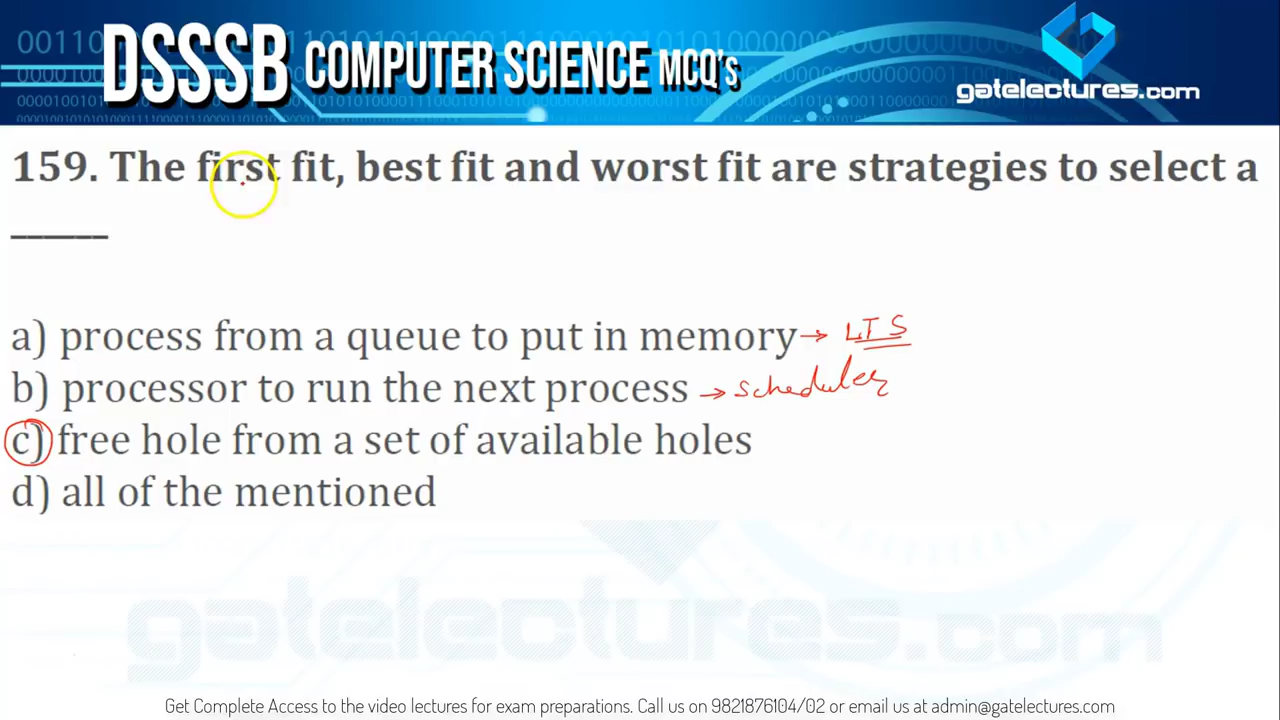 DSSSB COMPUTER SCIENCE MCQ's
gatelectures.com
159. The first fit, best fit and worst fit are strategies to select a
______
a) process from a queue to put in memory → LTS
b) processor to run the next process → scheduler
c) free hole from a set of available holes
d) all of the mentioned
gatelectures.com
Get Complete Access to the video lectures for exam preparations. Call us on 9821876104/02 or email us at admin@gatelectures.com